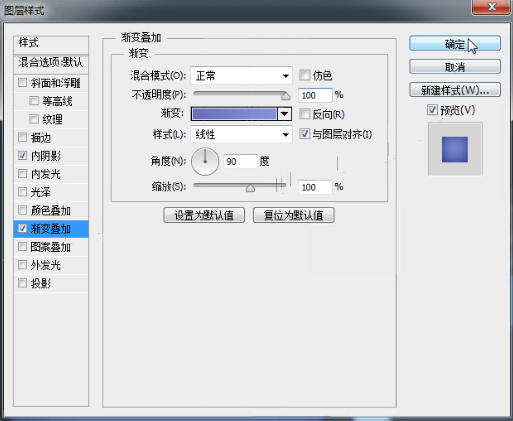 图层样式
样式
混合选项:默认
斜面和浮雕
等高线
纹理
描边
内阴影
内发光
光泽
颜色叠加
渐变叠加
图案叠加
外发光
投影
渐变叠加
渐变
混合模式(O): 正常 仿色
不透明度(P): 100 %
渐变: 反向(R)
样式(L): 线性 与图层对齐(I)
角度(N): 90 度
缩放(S): 100 %
设置为默认值 复位为默认值
确定
取消
新建样式(W)...
预览(V)